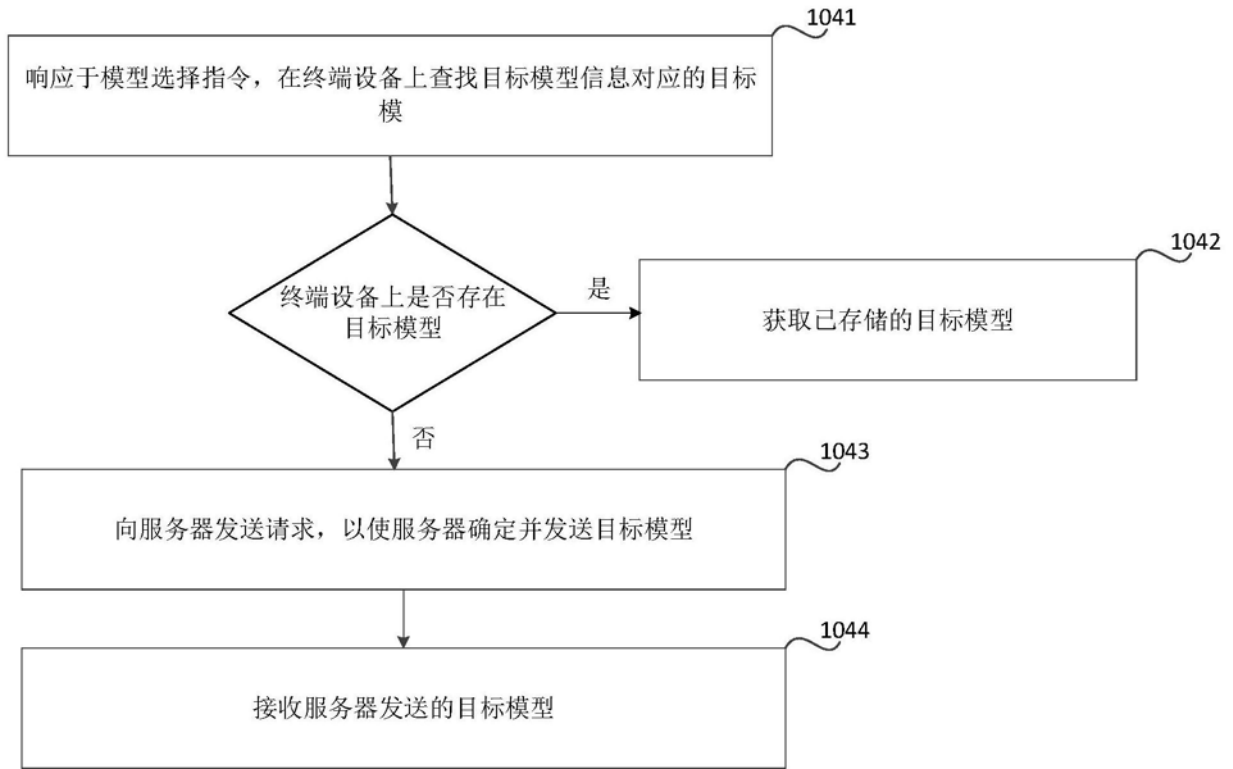 1041
响应于模型选择指令，在终端设备上查找目标模型信息对应的目标
模
终端设备上是否存在
目标模型
是
1042
获取已存储的目标模型
否
1043
向服务器发送请求，以使服务器确定并发送目标模型
1044
接收服务器发送的目标模型